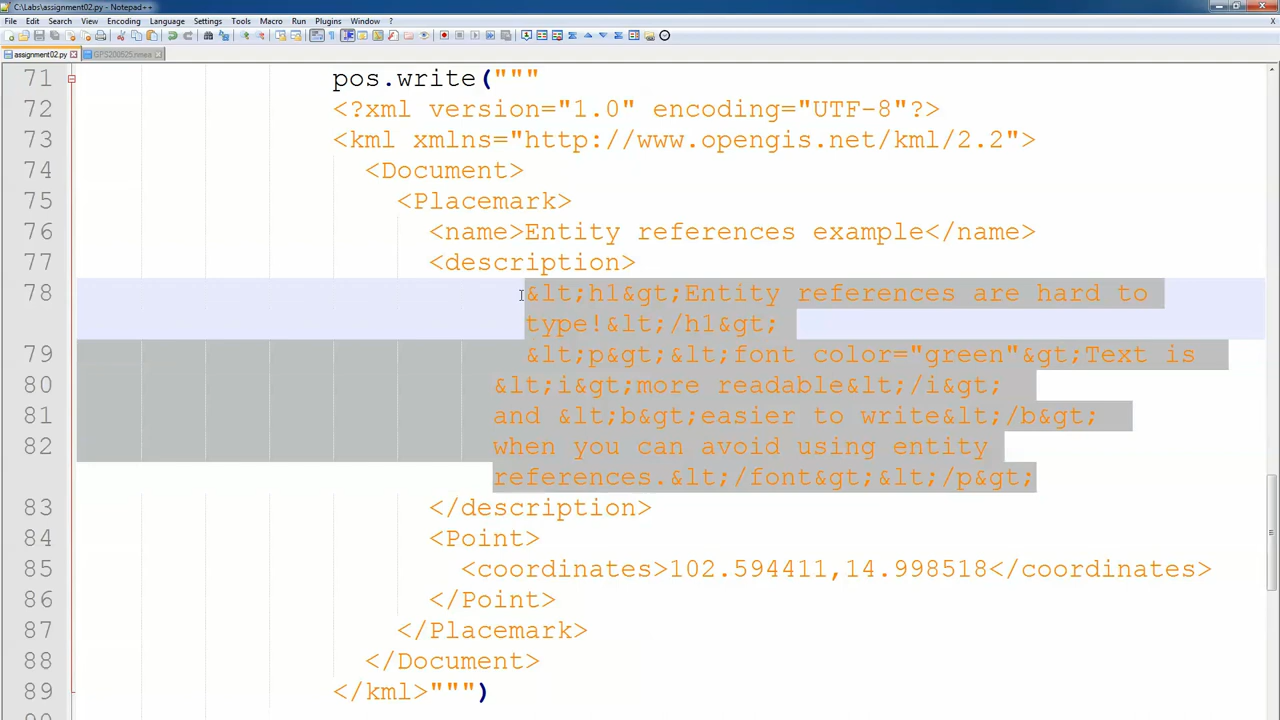 C:\Labs\assignment02.py - Notepad++
File Edit Search View Encoding Language Settings Tools Macro Run Plugins Window ?
X
assignment02.py GPS200525.nmea
71 pos.write("""
72 <?xml version="1.0" encoding="UTF-8"?>
73 <kml xmlns="http://www.opengis.net/kml/2.2">
74 <Document>
75 <Placemark>
76 <name>Entity references example</name>
77 <description>
78 &lt;h1&gt;Entity references are hard to
type!&lt;/h1&gt;
79 &lt;p&gt;&lt;font color="green"&gt;Text is
80 &lt;i&gt;more readable&lt;/i&gt;
81 and &lt;b&gt;easier to write&lt;/b&gt;
82 when you can avoid using entity
references.&lt;/font&gt;&lt;/p&gt;
83 </description>
84 <Point>
85 <coordinates>102.594411,14.998518</coordinates>
86 </Point>
87 </Placemark>
88 </Document>
89 </kml>""")
90